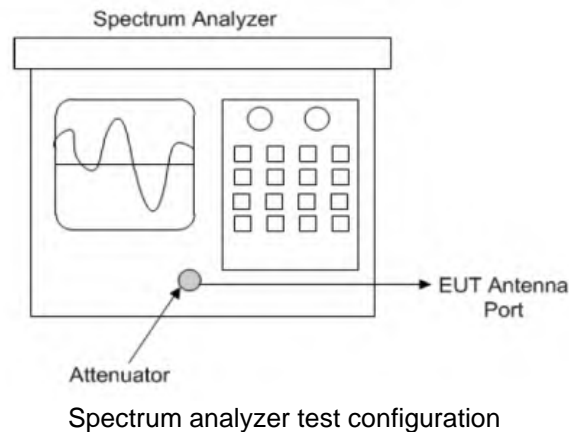 Spectrum Analyzer
EUT Antenna
Port
Attenuator
Spectrum analyzer test configuration